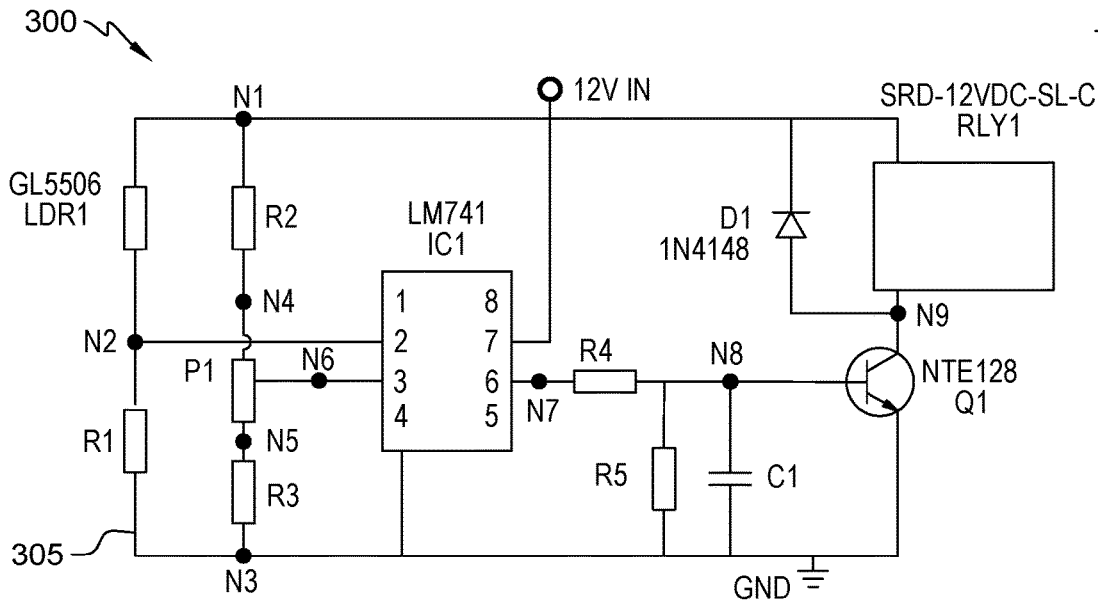 300
N1
12V IN
SRD-12VDC-SL-C
RLY1
GL5506
LDR1
R2
LM741
IC1
D1
1N4148
N4
1 8
N9
N2
2 7
P1
N6
R4
N8
3 6
N7
NTE128
Q1
4 5
R1
N5
R3
R5
C1
305
N3
GND